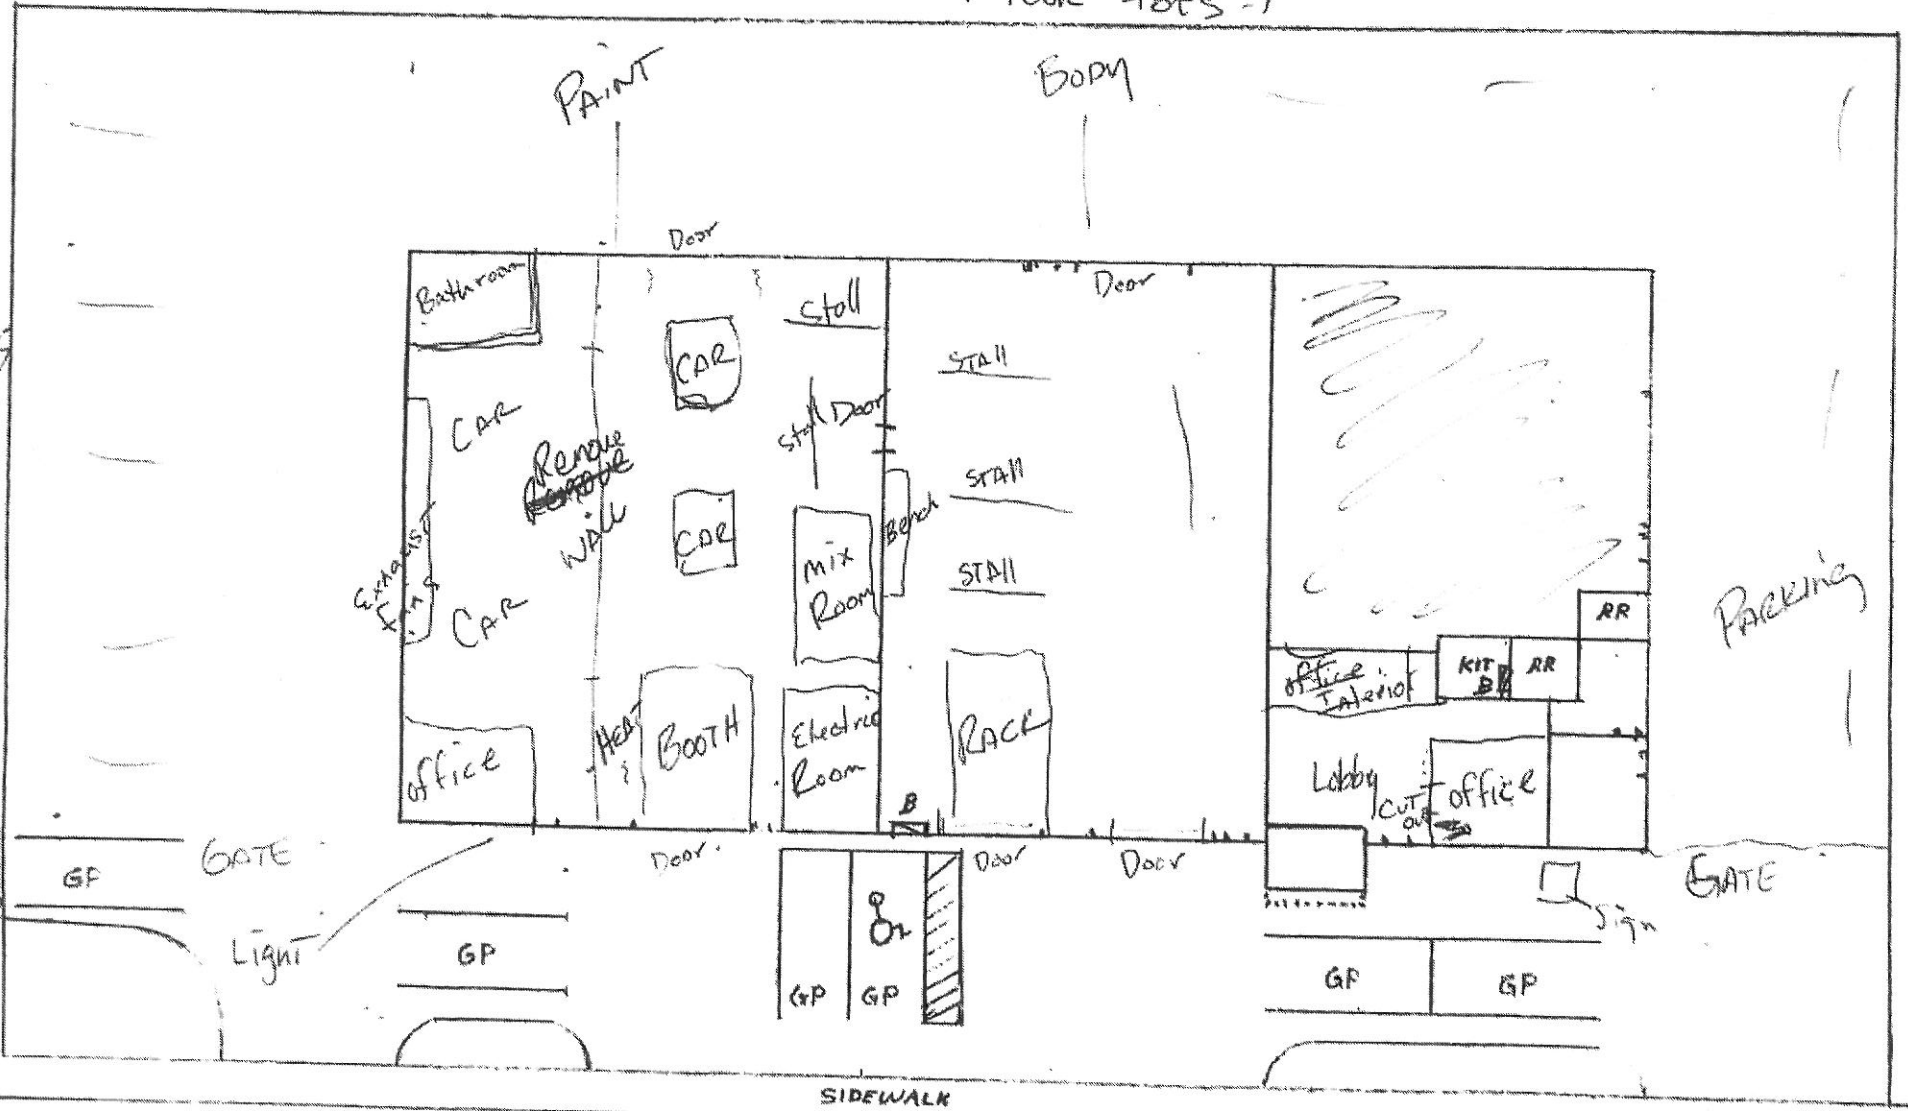 PAINT
BODY
Door
Bathroom
Stall
Door
CAR
STALL
CAR
Stall
Door
Remove
WALL
STALL
CAR
Bench
Mix
Room
STALL
CAR
RR
Parking
Office
Interior
KIT
B
RR
HEAT
BOOTH
Electric
Room
RACK
office
Lobby
CUT
OUT
office
B
Door
Door
Door
GATE
GP
GATE
Sign
Light
GP
GP
GP
GP
GP
SIDEWALK